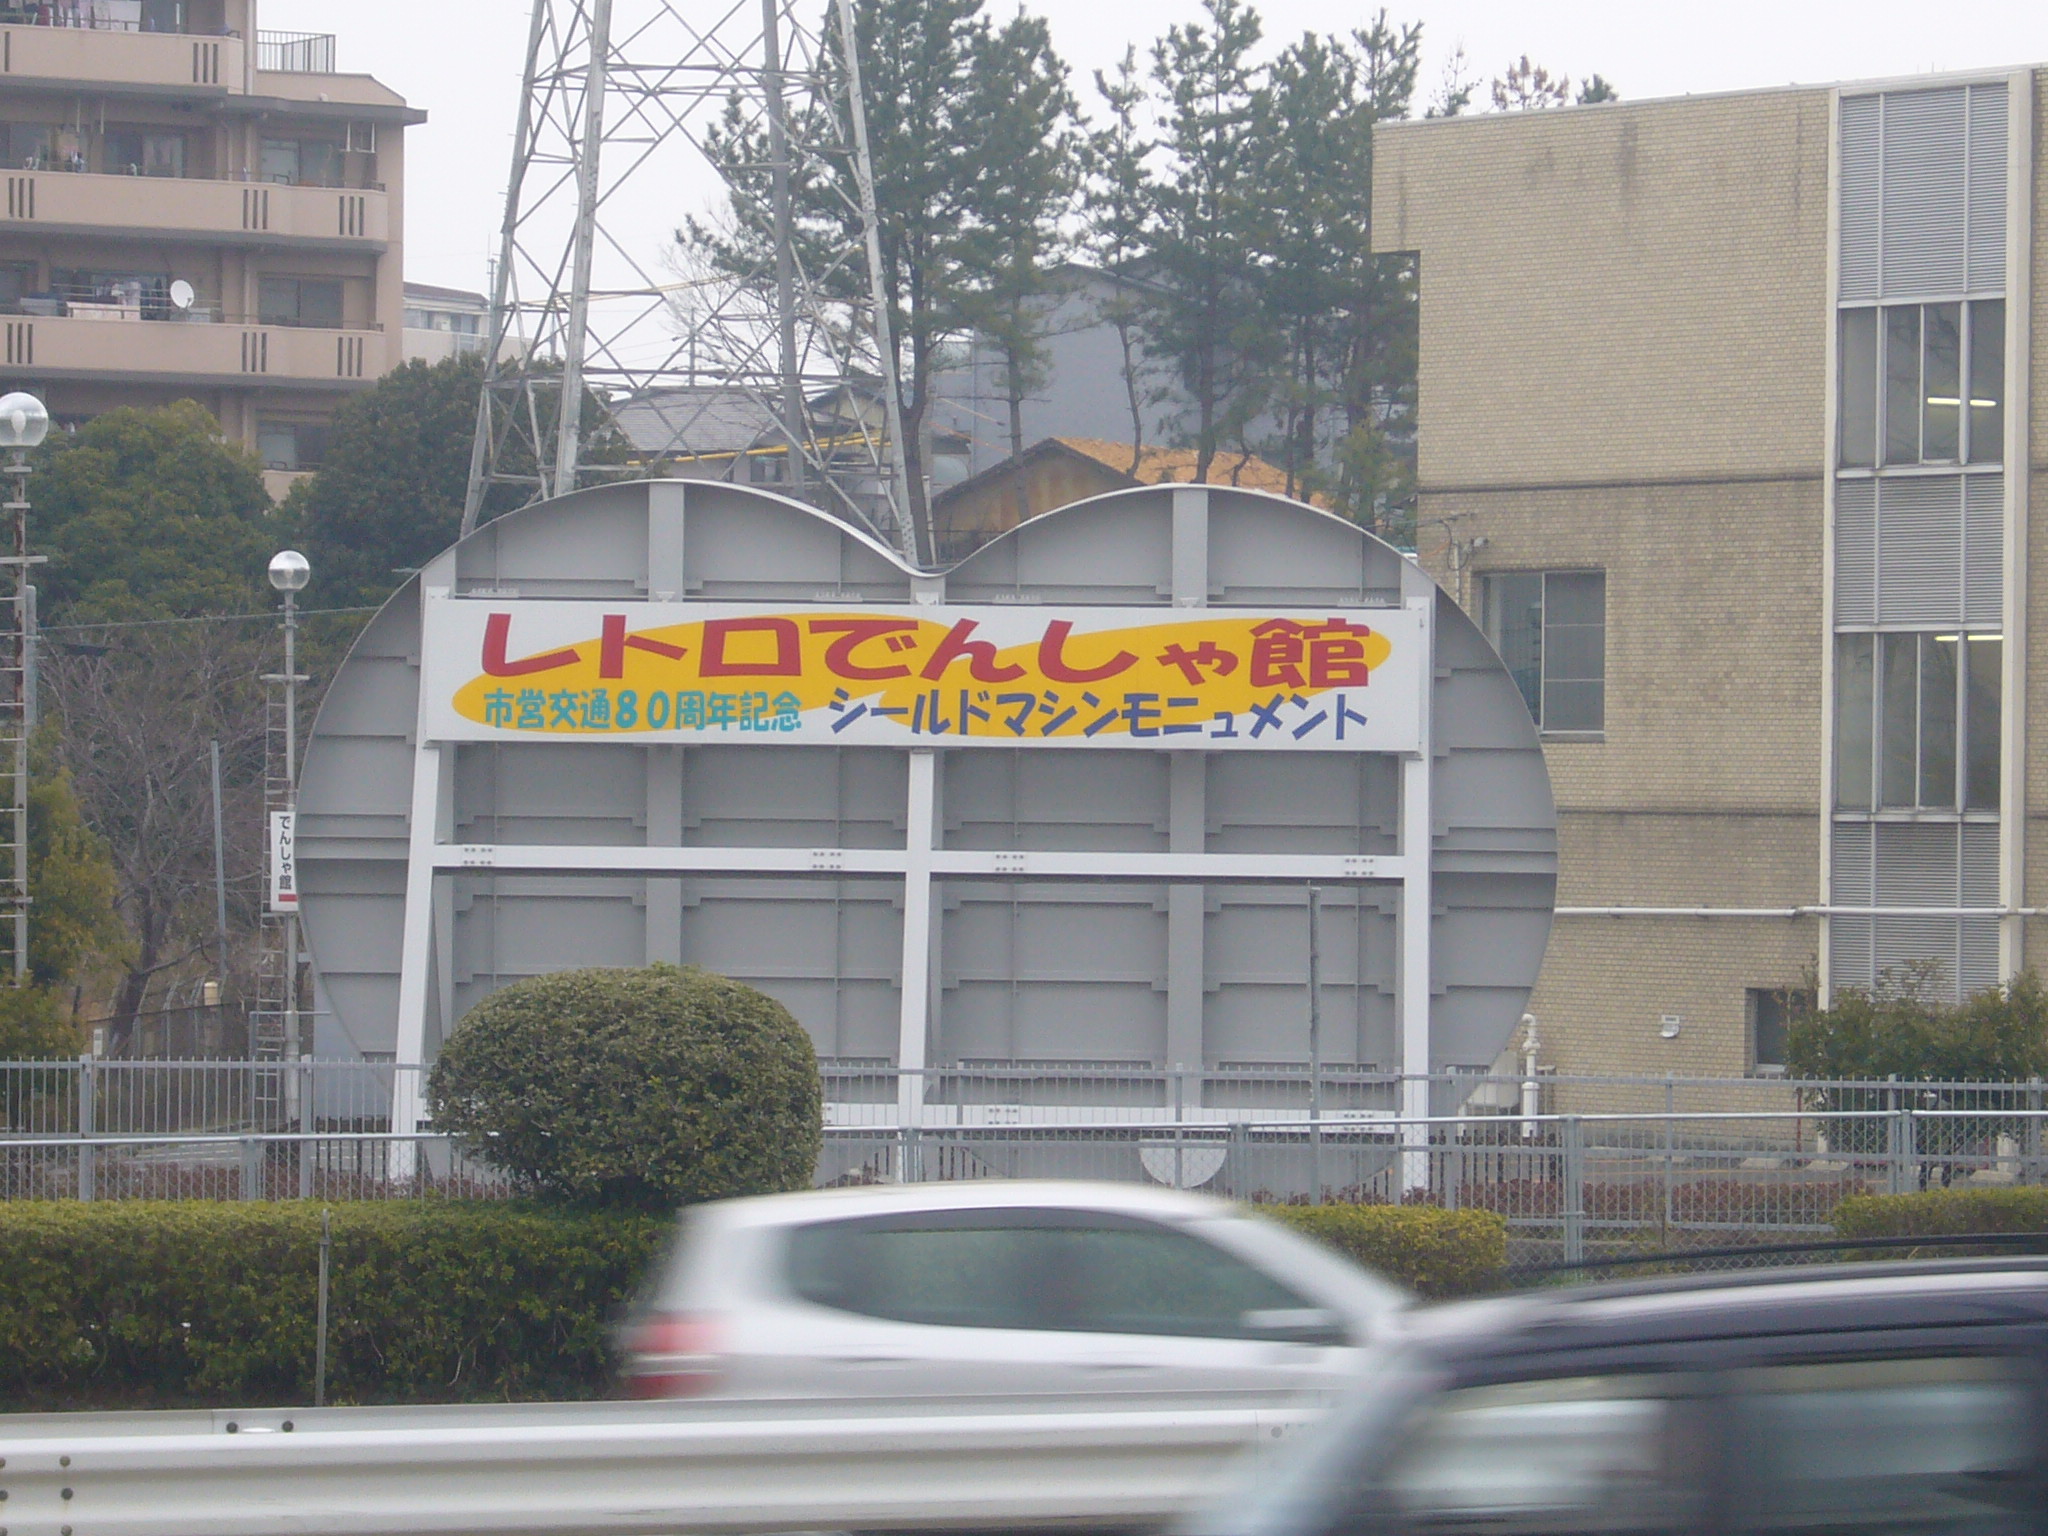 レトロでんしゃ館
市営交通80周年記念 シールドマシンモニュメント
でんしゃ館